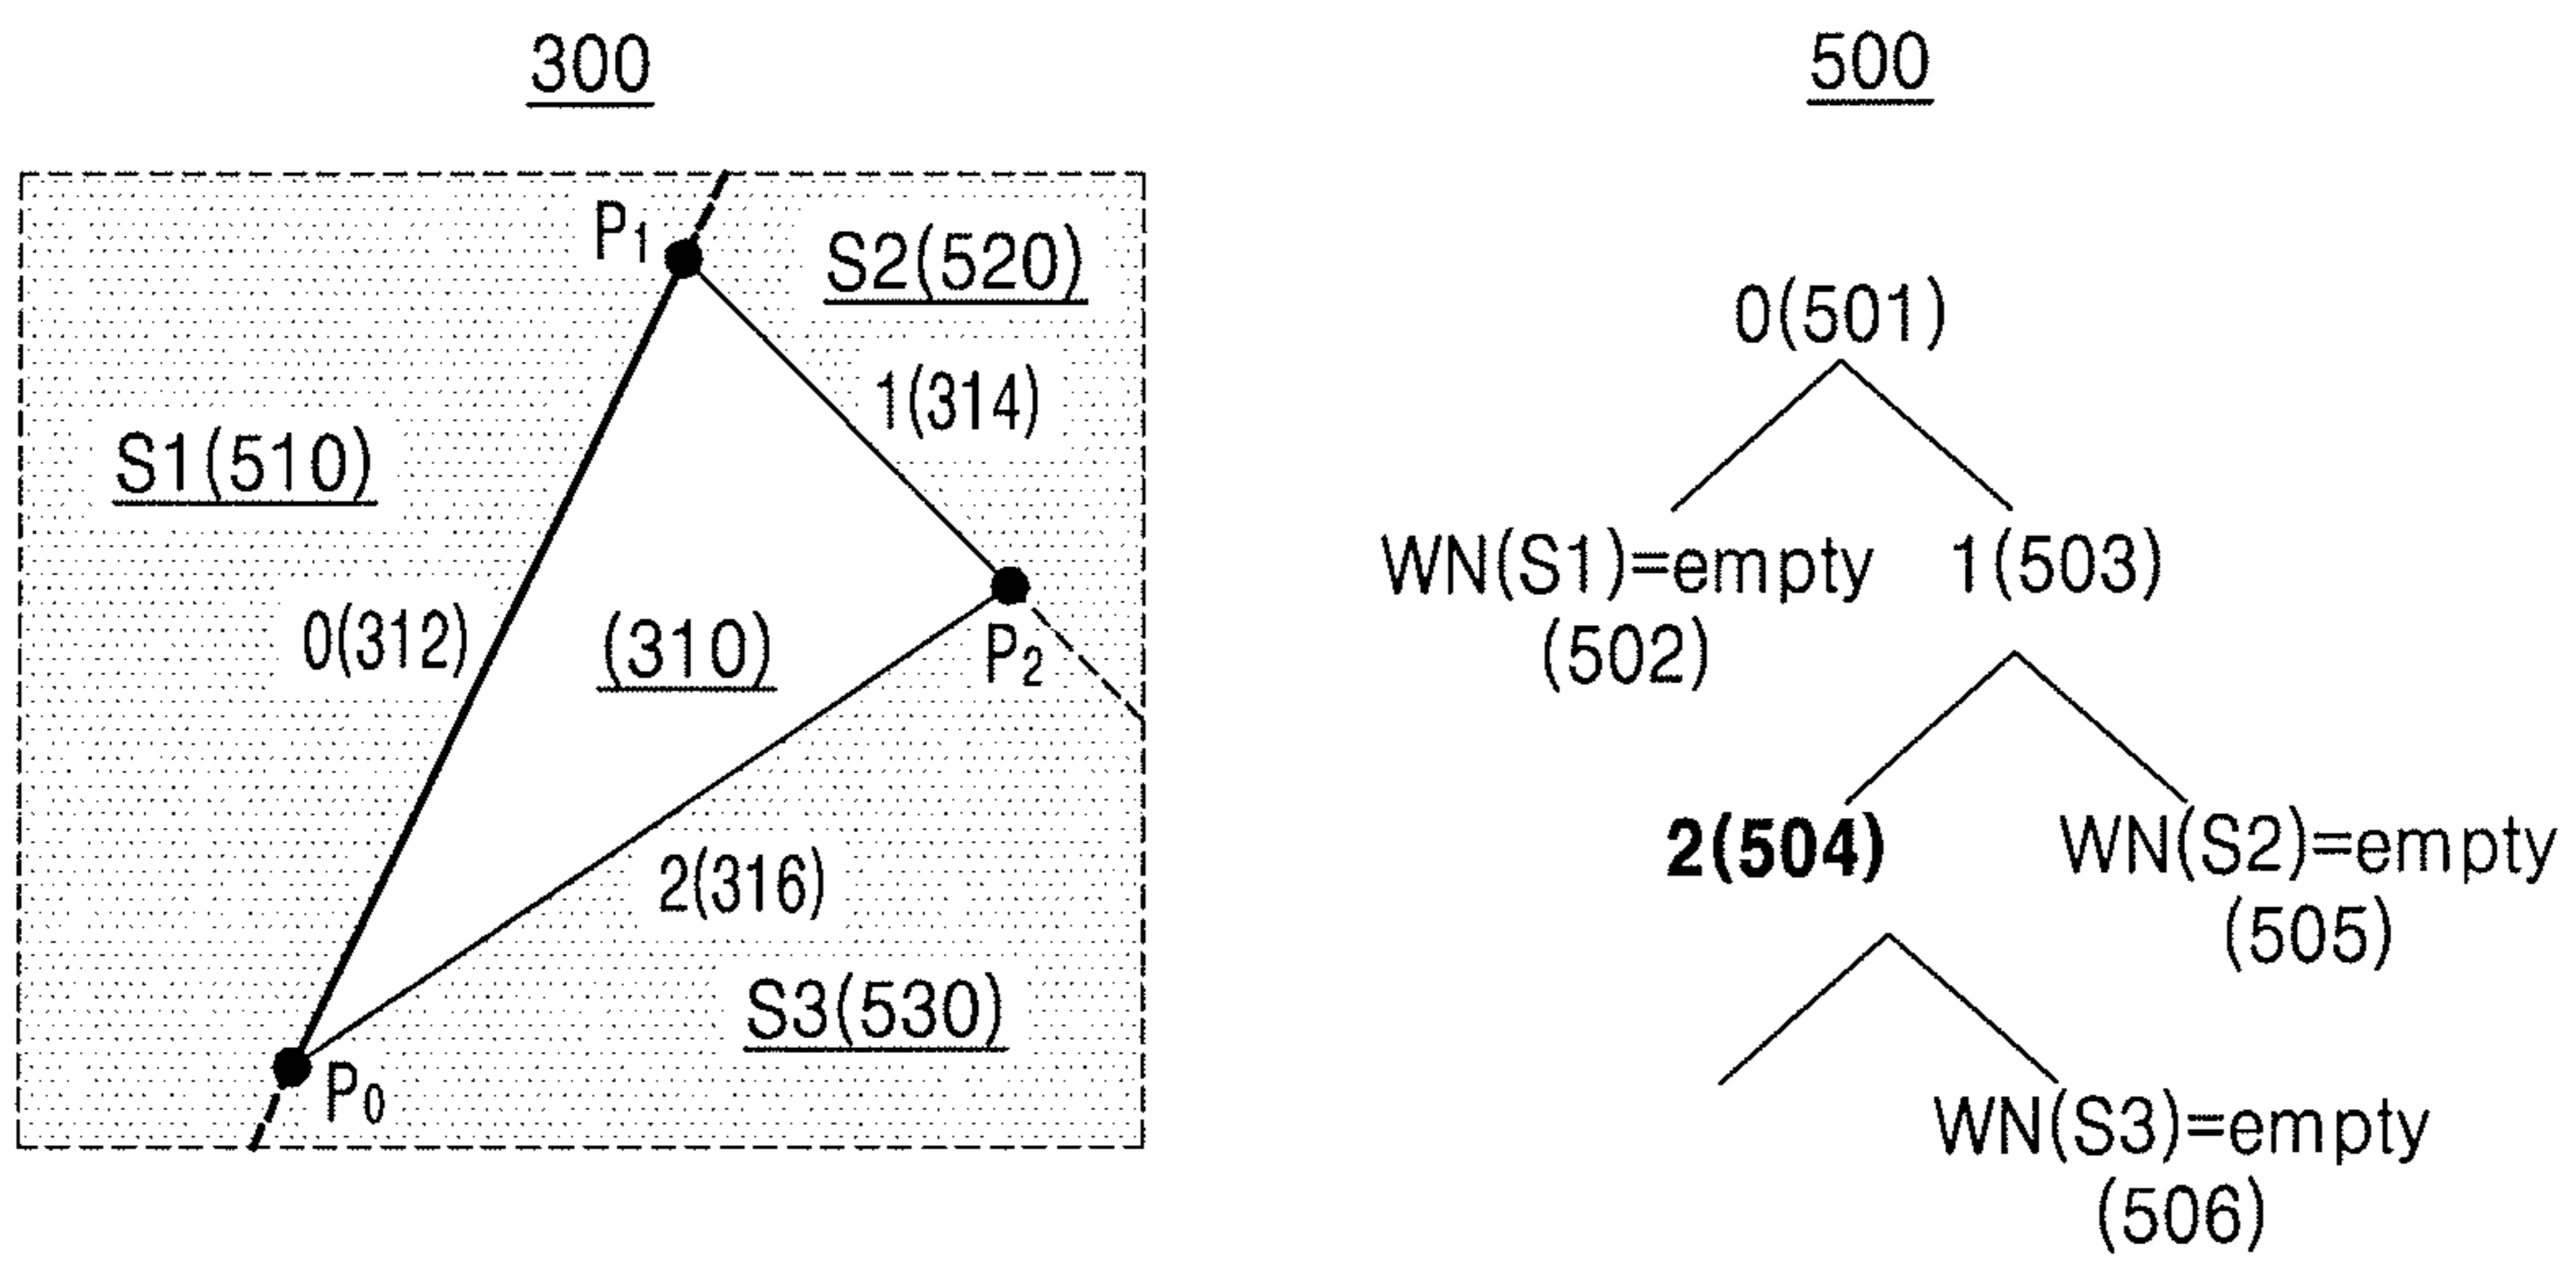 300
P1
S2(520)
1(314)
S1(510)
0(312)
(310)
P2
2(316)
S3(530)
P0
500
0(501)
WN(S1)=empty
(502)
1(503)
2(504)
WN(S2)=empty
(505)
WN(S3)=empty
(506)